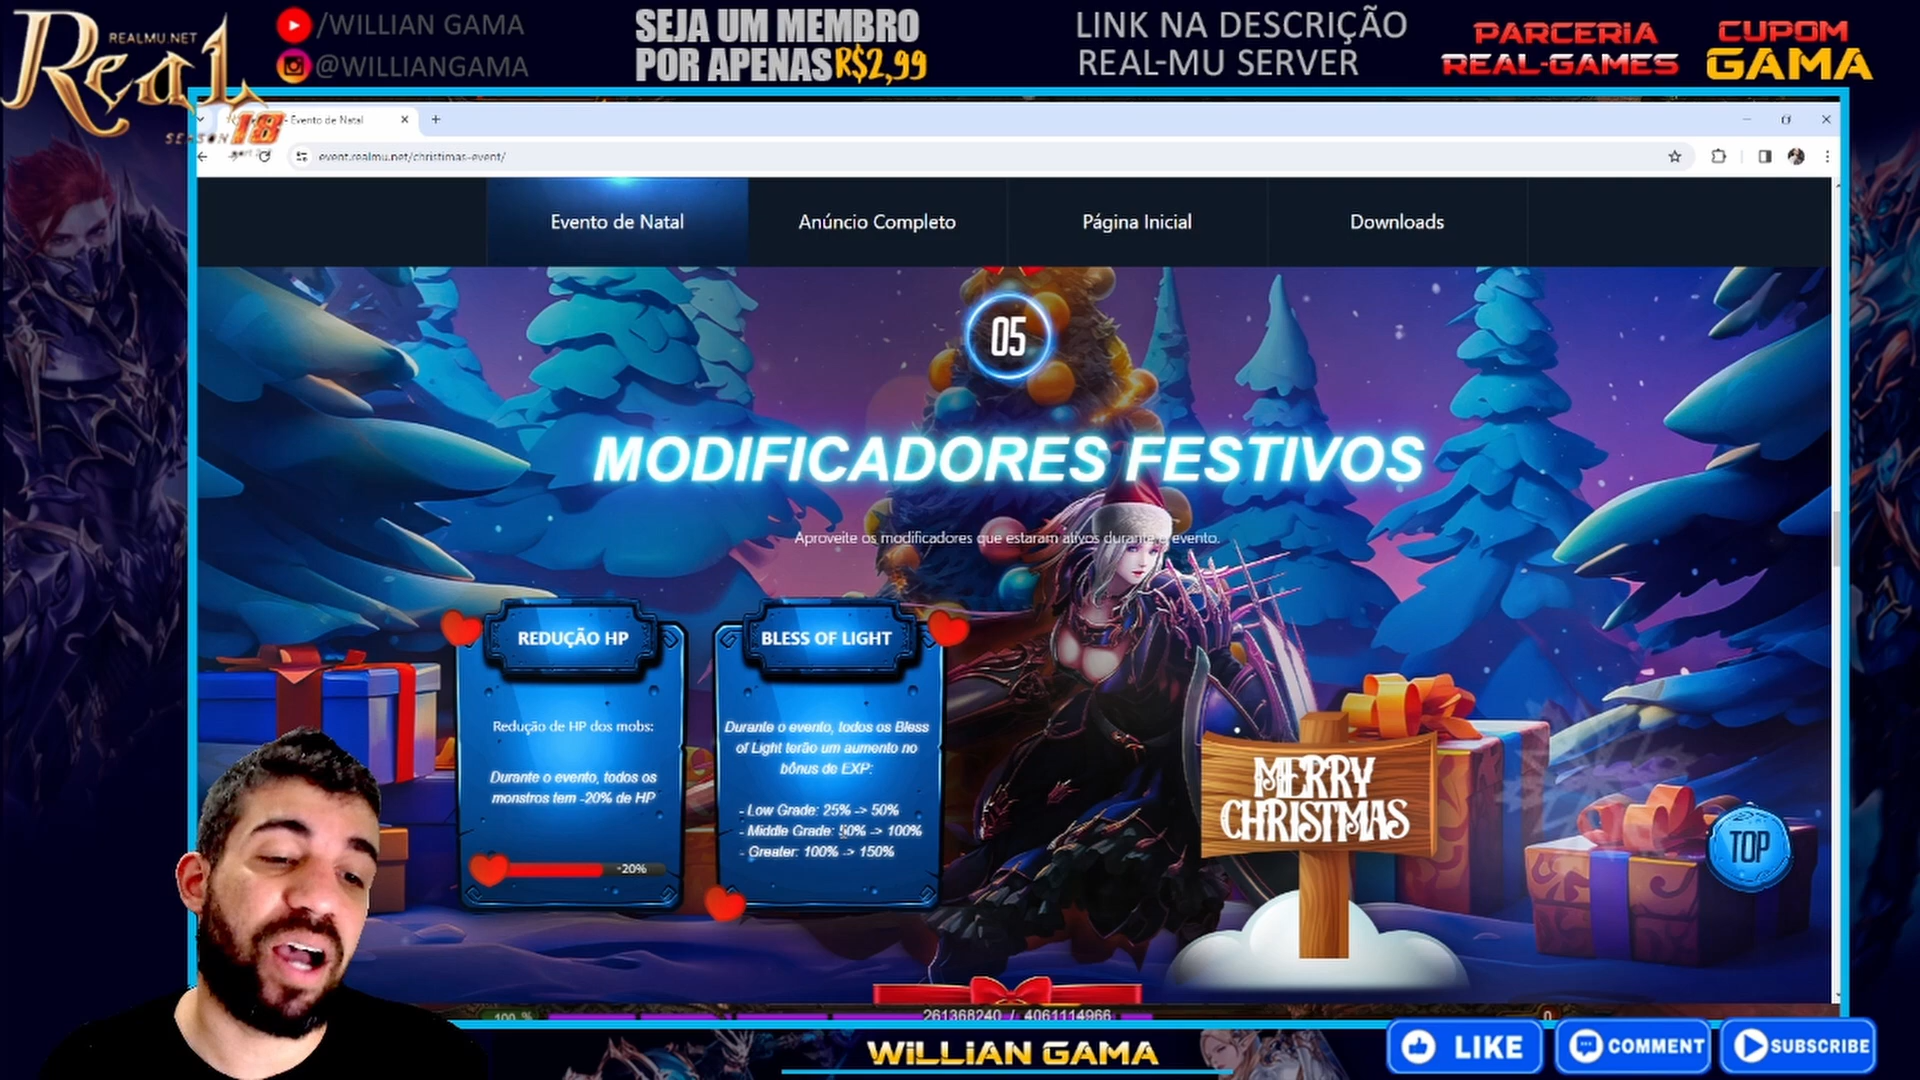 REALMU.NET
Real
SEASON 18
/WILLIAN GAMA
@WILLIANGAMA
SEJA UM MEMBRO
POR APENAS R$2,99
LINK NA DESCRIÇÃO
REAL-MU SERVER
PARCERIA
REAL-GAMES
CUPOM
GAMA
- Evento de Natal
event.realmu.net/christimas-event/
Evento de Natal
Anúncio Completo
Página Inicial
Downloads
05
MODIFICADORES FESTIVOS
Aproveite os modificadores que estaram ativos durante o evento.
REDUÇÃO HP
Redução de HP dos mobs:
Durante o evento, todos os
monstros tem -20% de HP
-20%
BLESS OF LIGHT
Durante o evento, todos os Bless
of Light terão um aumento no
bônus de EXP:
- Low Grade: 25% -> 50%
- Middle Grade: 50% -> 100%
- Greater: 100% -> 150%
MERRY
CHRISTMAS
TOP
100 %
261368240 / 4061114966
0
WILLIAN GAMA
LIKE
COMMENT
SUBSCRIBE